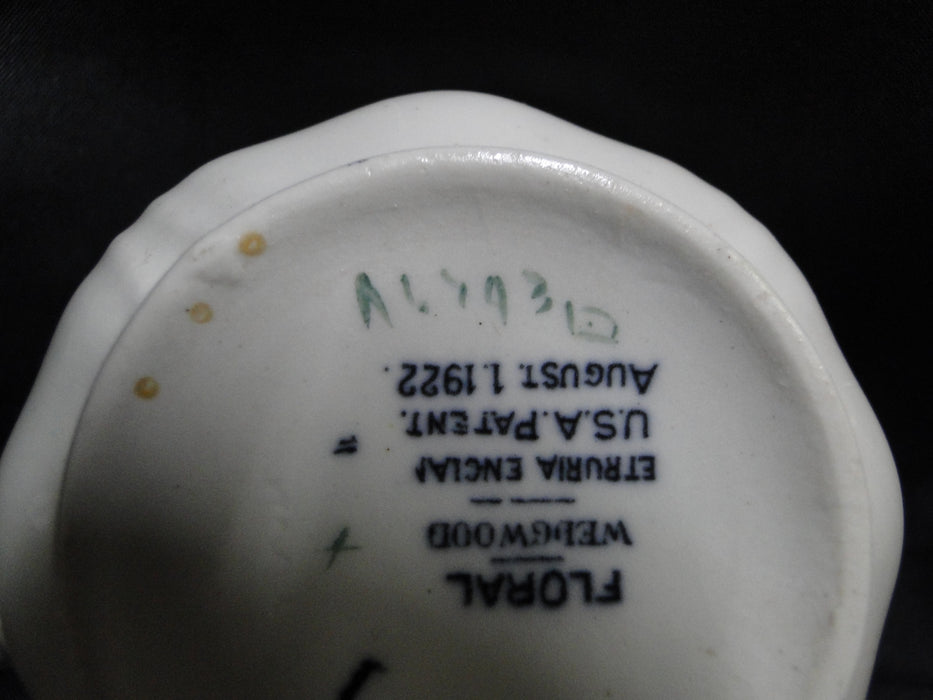 FLORAL
WEDGWOOD
ETRURIA ENGLAN
U.S.A. PATENT.
AUGUST. 1. 1922.